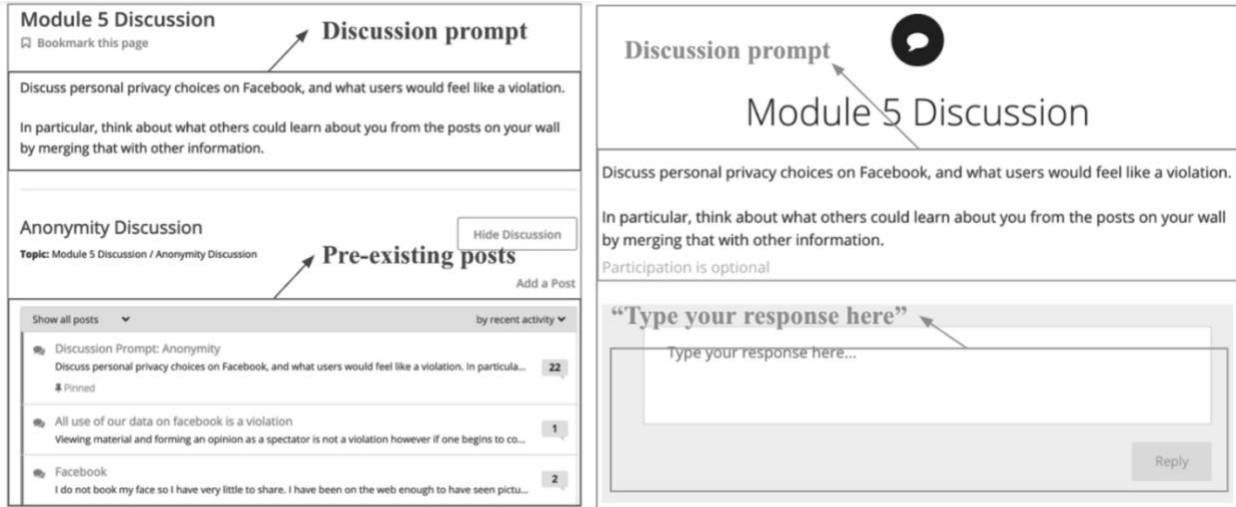 Module 5 Discussion
Bookmark this page
Discussion prompt
Discuss personal privacy choices on Facebook, and what users would feel like a violation.
In particular, think about what others could learn about you from the posts on your wall
by merging that with other information.
Anonymity Discussion
Hide Discussion
Topic: Module 5 Discussion / Anonymity Discussion
Pre-existing posts
Add a Post
Show all posts
by recent activity
Discussion Prompt: Anonymity
Discuss personal privacy choices on Facebook, and what users would feel like a violation. In particula...
22
Pinned
All use of our data on facebook is a violation
Viewing material and forming an opinion as a spectator is not a violation however if one begins to co...
1
Facebook
I do not book my face so I have very little to share. I have been on the web enough to have seen pictu...
2
Discussion prompt
Module 5 Discussion
Discuss personal privacy choices on Facebook, and what users would feel like a violation.
In particular, think about what others could learn about you from the posts on your wall
by merging that with other information.
Participation is optional
“Type your response here”
Type your response here...
Reply